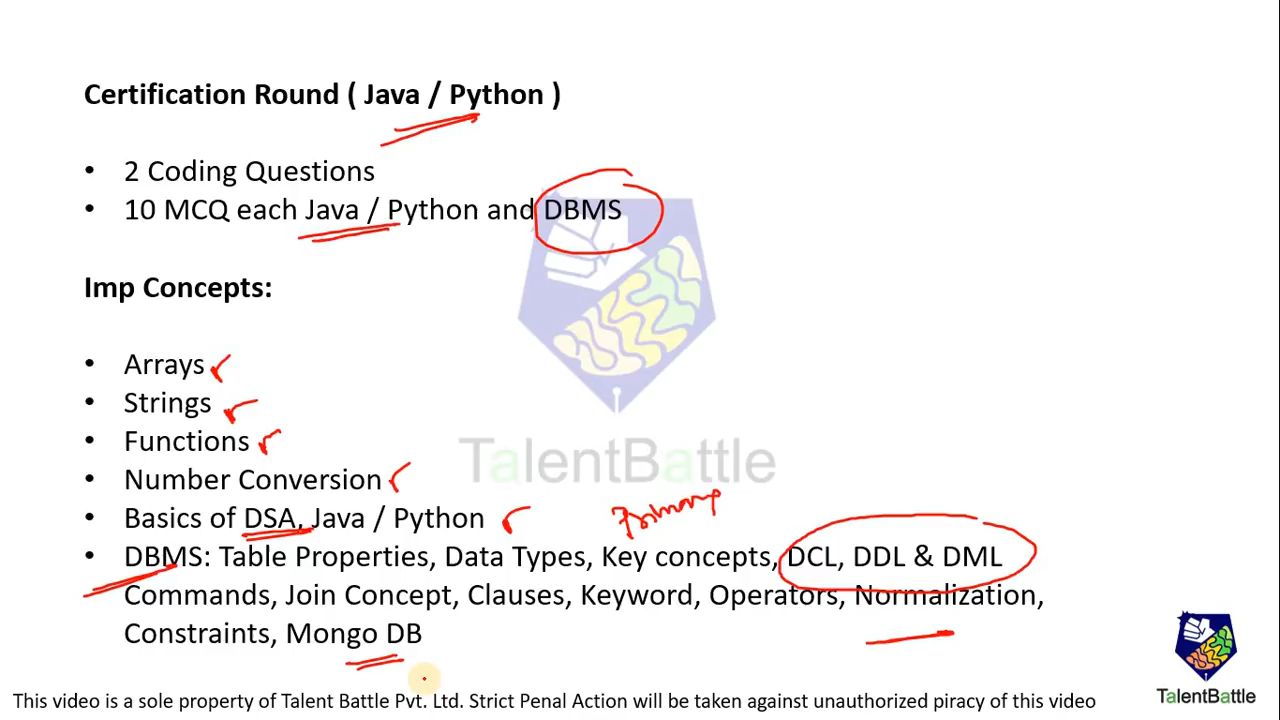 Certification Round ( Java / Python )
• 2 Coding Questions
• 10 MCQ each Java / Python and DBMS
Imp Concepts:
• Arrays
• Strings
• Functions
• Number Conversion
TalentBattle
• Basics of DSA, Java / Python
Primary
• DBMS: Table Properties, Data Types, Key concepts, DCL, DDL & DML
Commands, Join Concept, Clauses, Keyword, Operators, Normalization,
Constraints, Mongo DB
TalentBattle
This video is a sole property of Talent Battle Pvt. Ltd. Strict Penal Action will be taken against unauthorized piracy of this video